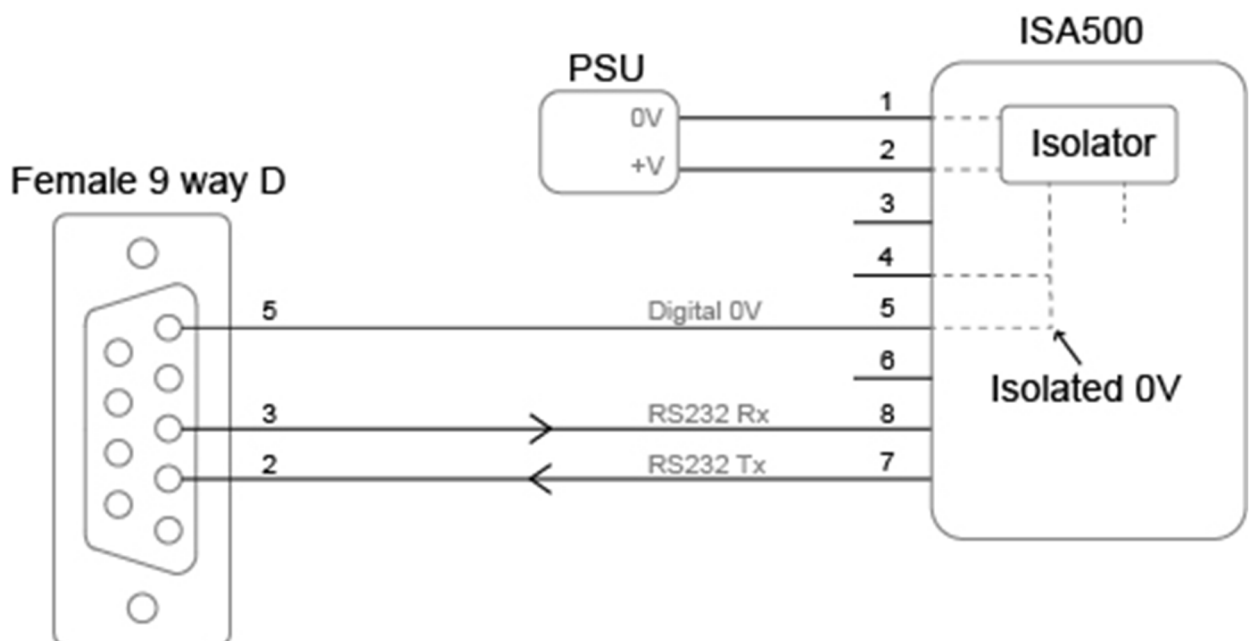 ISA500
PSU
0V
+V
1
2
Isolator
3
4
Female 9 way D
5
Digital 0V
5
6
Isolated 0V
3
RS232 Rx
8
2
RS232 Tx
7